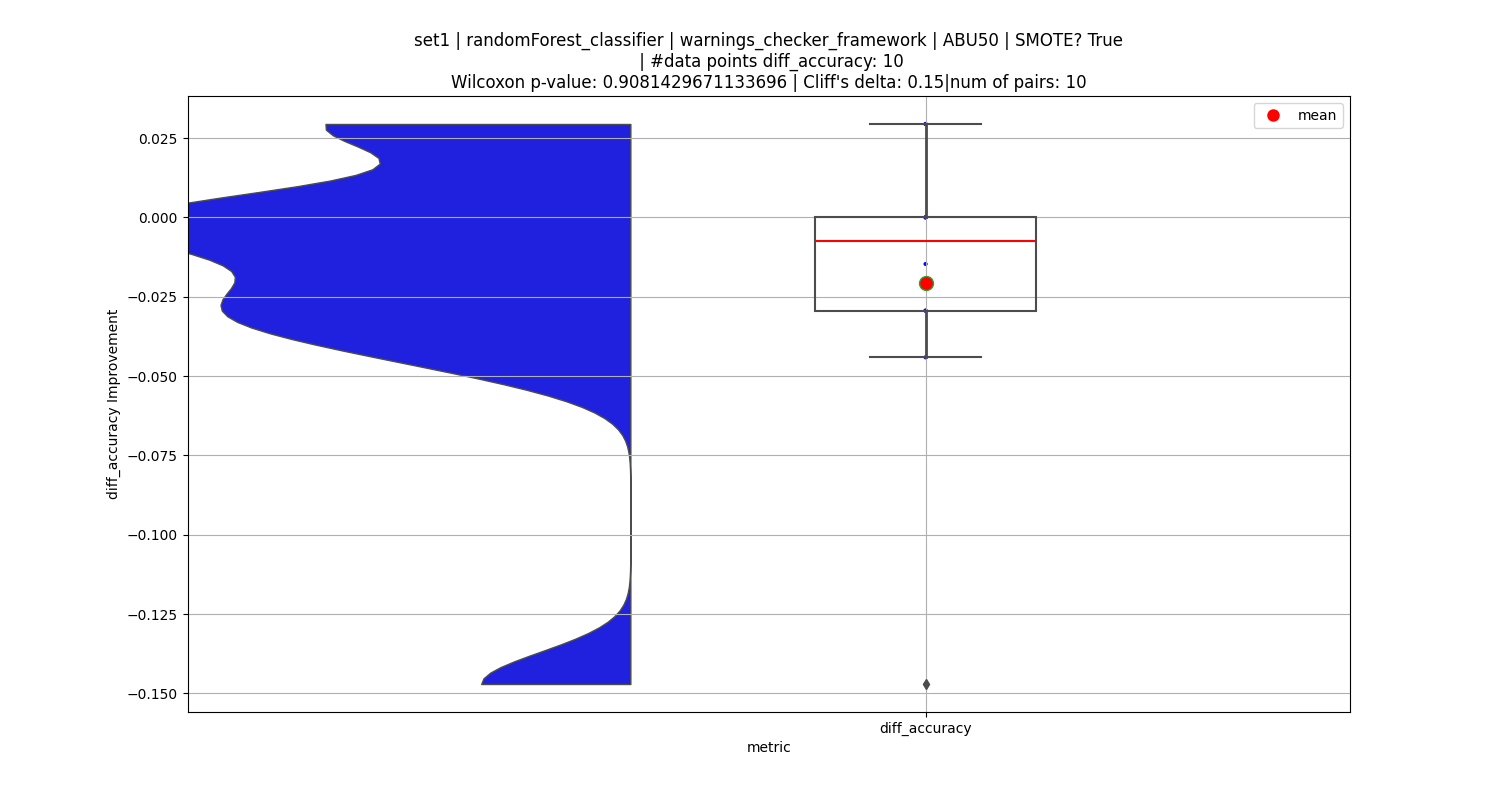 set1 | randomForest_classifier | warnings_checker_framework | ABU50 | SMOTE? True
| #data points diff_accuracy: 10
Wilcoxon p-value: 0.9081429671133696 | Cliff's delta: 0.15|num of pairs: 10
mean
0.025
0.000
−0.025
−0.050
−0.075
−0.100
−0.125
−0.150
diff_accuracy Improvement
diff_accuracy
metric